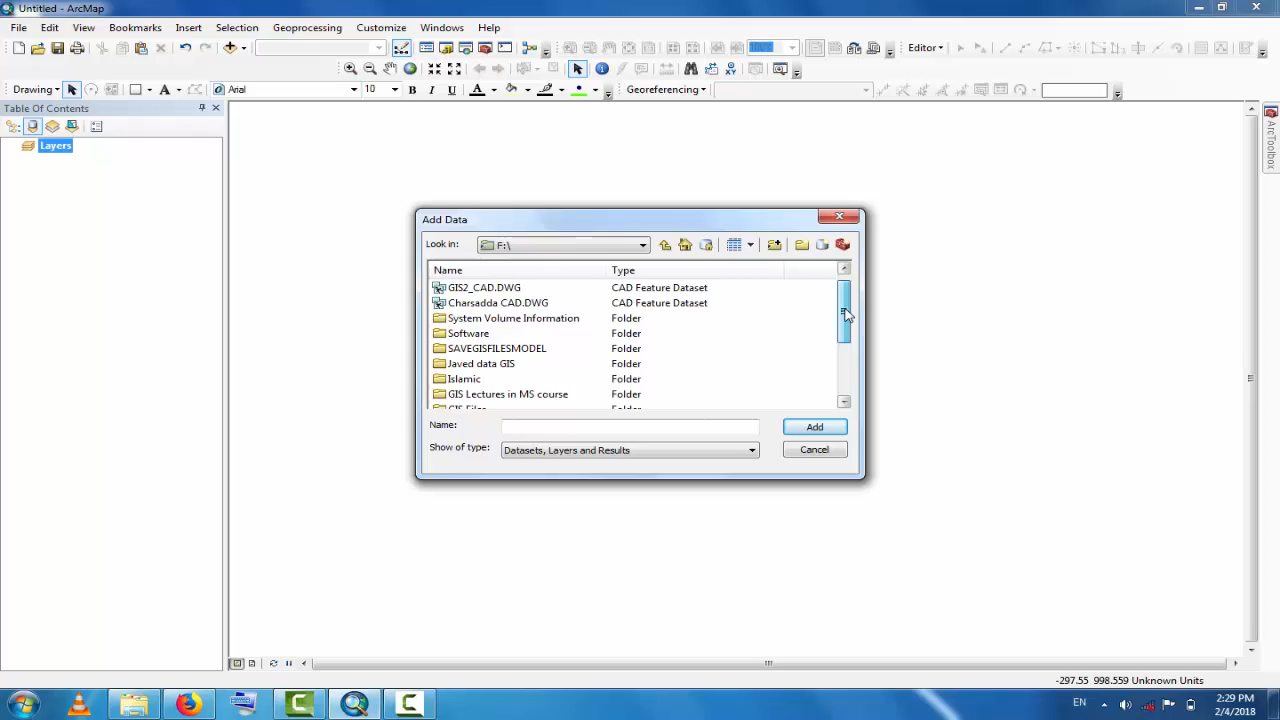 Untitled - ArcMap
File Edit View Bookmarks Insert Selection Geoprocessing Customize Windows Help
Editor
Drawing Arial 10 B I U A Georeferencing
Table Of Contents
Layers
ArcToolbox
Add Data
Look in: F:\
Name Type
GIS2_CAD.DWG CAD Feature Dataset
Charsadda CAD.DWG CAD Feature Dataset
System Volume Information Folder
Software Folder
SAVEGISFILESMODEL Folder
Javed data GIS Folder
Islamic Folder
GIS Lectures in MS course Folder
GIS Files Folder
Name: Add
Show of type: Datasets, Layers and Results Cancel
-297.55 998.559 Unknown Units
EN 2:29 PM
2/4/2018